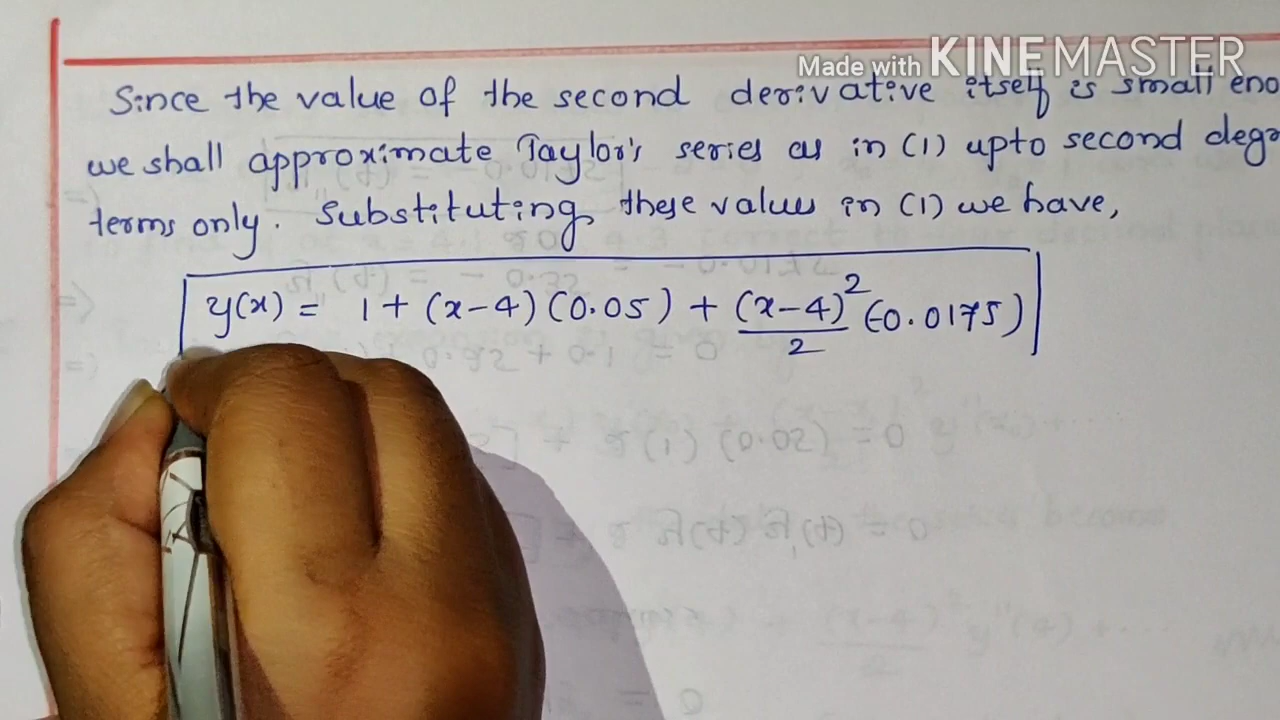 Made with KINEMASTER
Since the value of the second derivative itself is small eno
we shall approximate Taylor's series as in (1) upto second degr
terms only. Substituting these values in (1) we have,
y(x) = 1 + (x-4) (0.05) + (x-4)² / 2 (-0.0175)